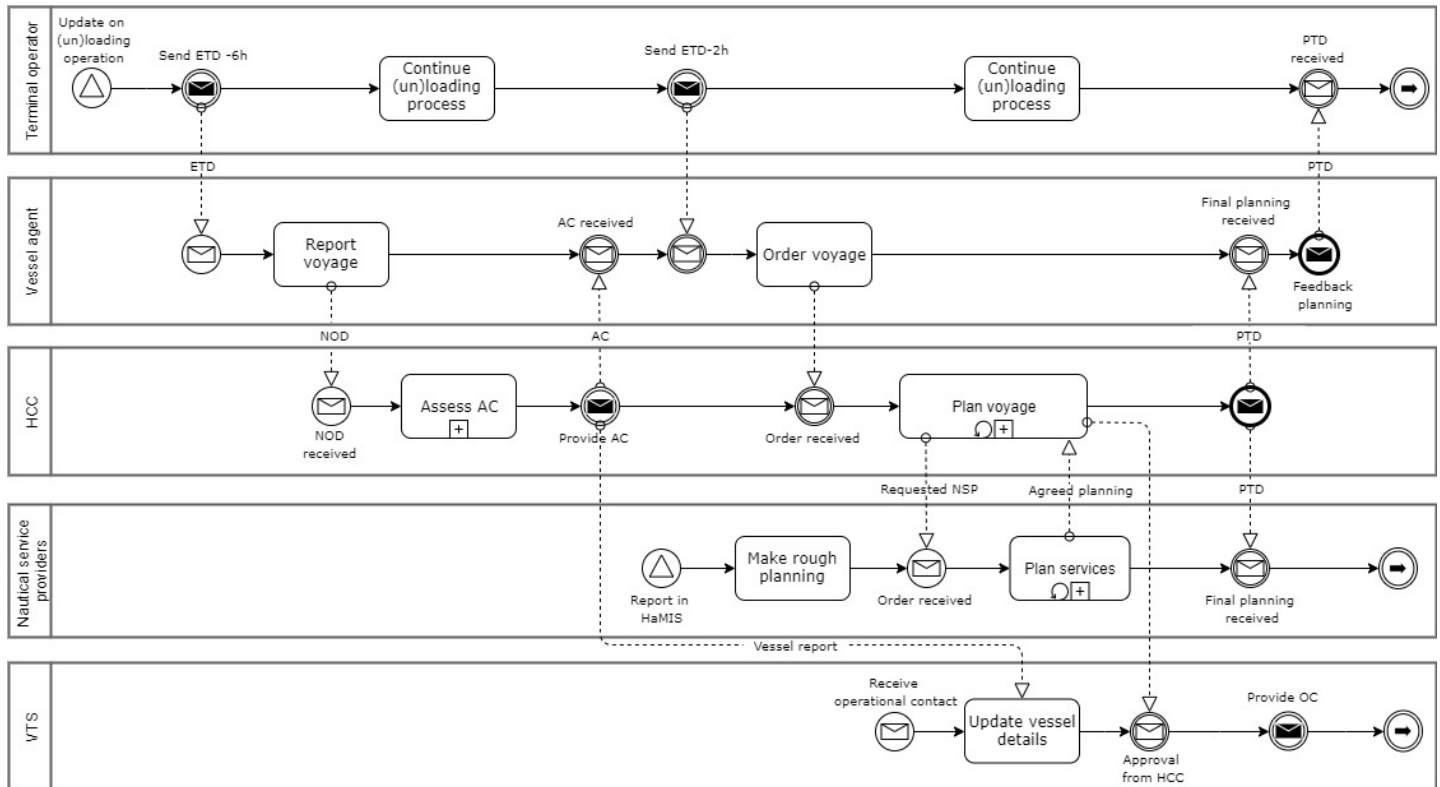 Terminal operator
Update on
(un)loading
operation
Send ETD -6h
Continue
(un)loading
process
Send ETD-2h
Continue
(un)loading
process
PTD
received
ETD
PTD
Vessel agent
Report
voyage
AC received
Order voyage
Final planning
received
Feedback
planning
NOD
AC
PTD
HCC
NOD
received
Assess AC
Provide AC
Order received
Plan voyage
Requested NSP
Agreed planning
PTD
Nautical service
providers
Report in
HaMIS
Make rough
planning
Order received
Plan services
Final planning
received
Vessel report
VTS
Receive
operational contact
Update vessel
details
Approval
from HCC
Provide OC